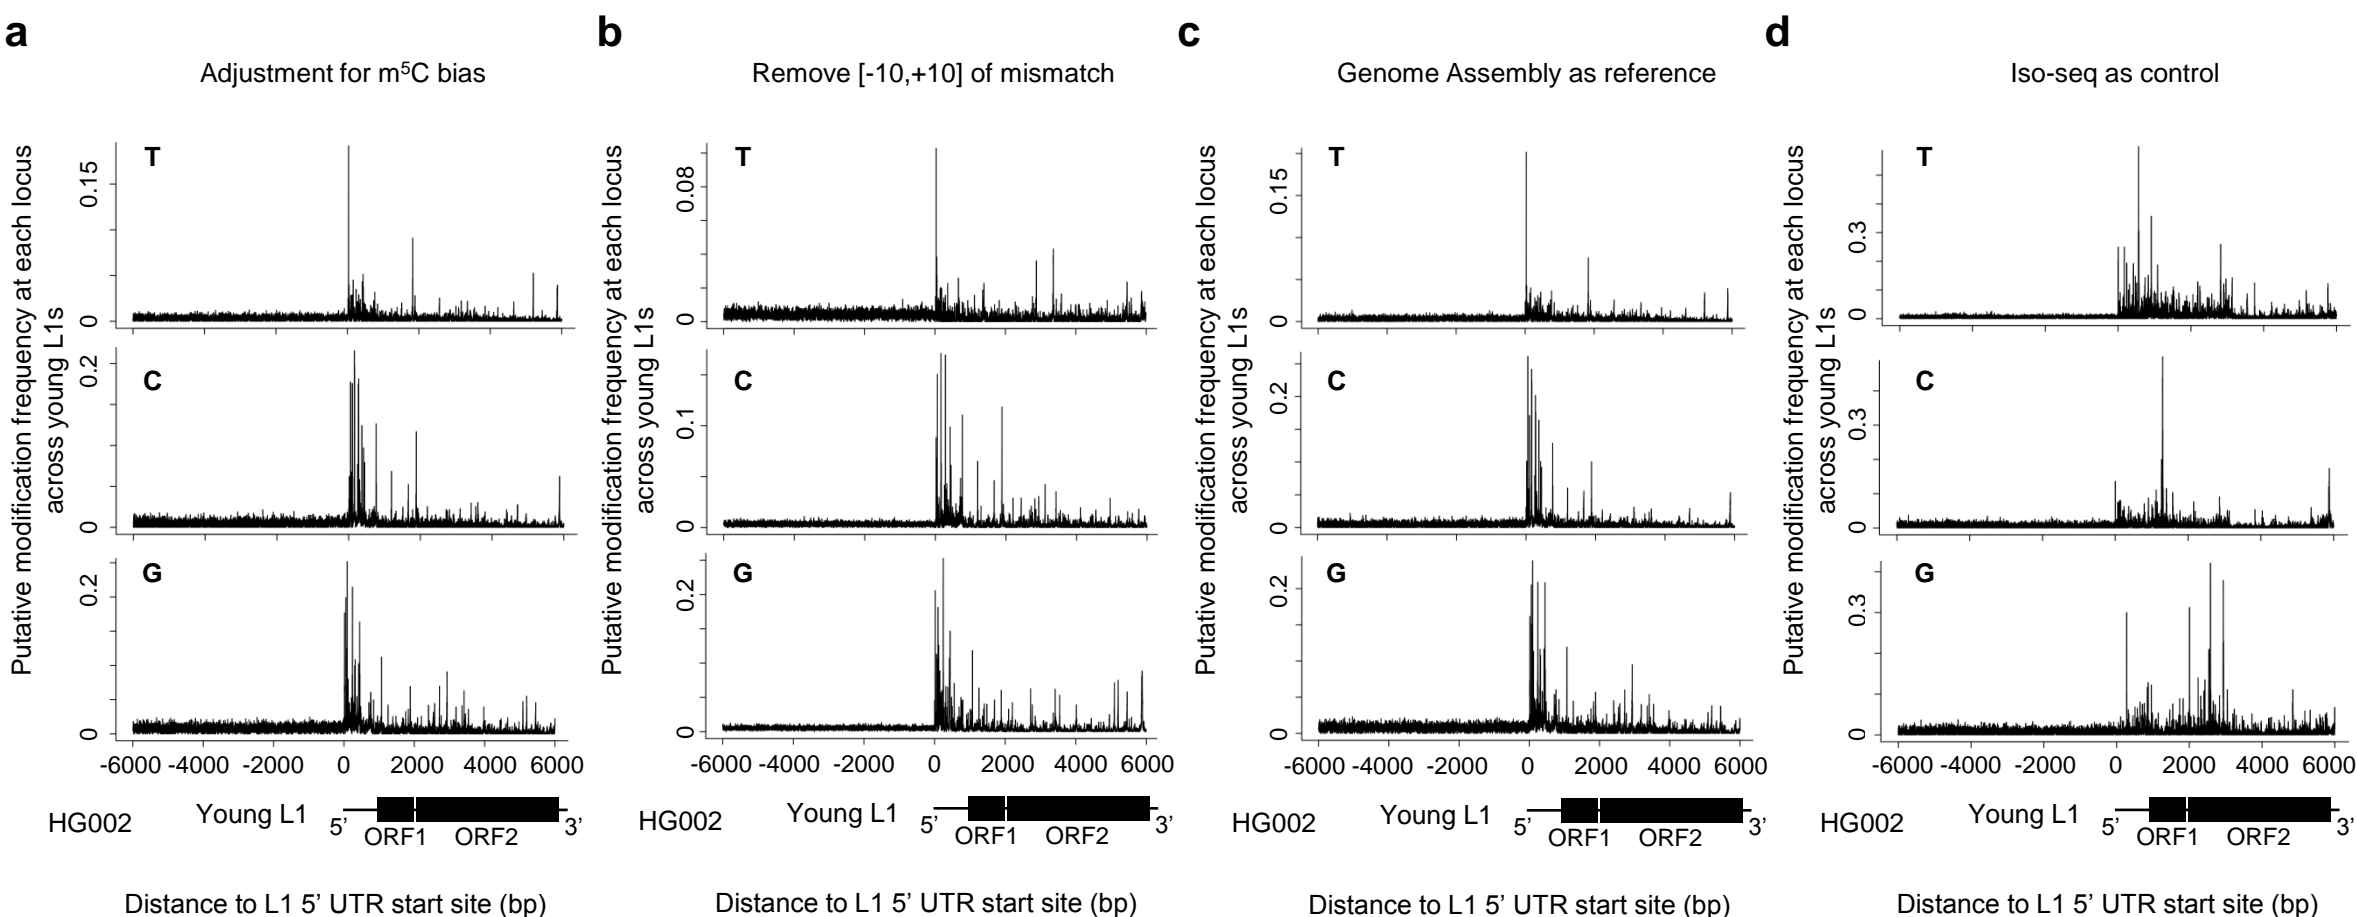 a
Adjustment for m⁵C bias
Putative modification frequency at each locus
across young L1s
T
0.15
0
C
0.2
0
G
0.2
0
-6000 -4000 -2000 0 2000 4000 6000
HG002
Young L1
5’
3’
ORF1 ORF2
Distance to L1 5’ UTR start site (bp)
b
Remove [-10,+10] of mismatch
Putative modification frequency at each locus
across young L1s
T
0.08
0
C
0.1
0
G
0.2
0
-6000 -4000 -2000 0 2000 4000 6000
HG002
Young L1
5’
3’
ORF1 ORF2
Distance to L1 5’ UTR start site (bp)
c
Genome Assembly as reference
Putative modification frequency at each locus
across young L1s
T
0.15
0
C
0.2
0
G
0.2
0
-6000 -4000 -2000 0 2000 4000 6000
HG002
Young L1
5’
3’
ORF1 ORF2
Distance to L1 5’ UTR start site (bp)
d
Iso-seq as control
Putative modification frequency at each locus
across young L1s
T
0.3
0
C
0.3
0
G
0.3
0
-6000 -4000 -2000 0 2000 4000 6000
HG002
Young L1
5’
3’
ORF1 ORF2
Distance to L1 5’ UTR start site (bp)